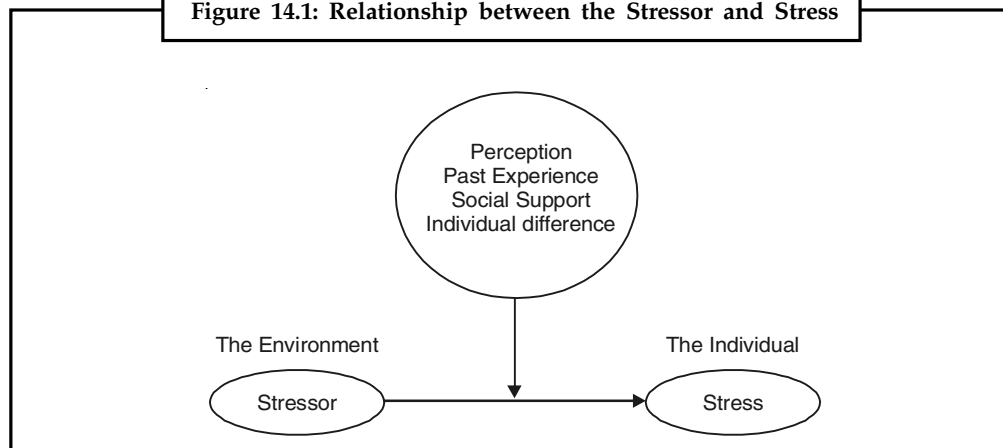 Figure 14.1: Relationship between the Stressor and Stress
Perception
Past Experience
Social Support
Individual difference
The Environment
The Individual
Stressor
Stress